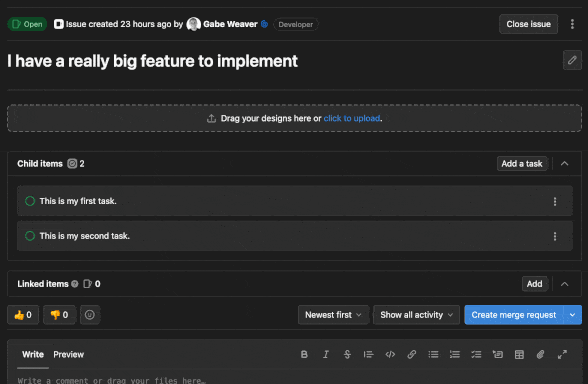 Open Issue created 23 hours ago by Gabe Weaver Developer Close issue
I have a really big feature to implement
Drag your designs here or click to upload.
Child items 2 Add a task
This is my first task.
This is my second task.
Linked items 0 Add
0 0 Newest first Show all activity Create merge request
Write Preview
Write a comment or drag your files here…